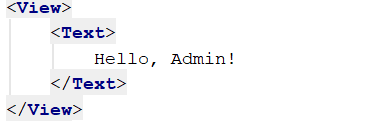 <View>
<Text>
Hello, Admin!
</Text>
</View>